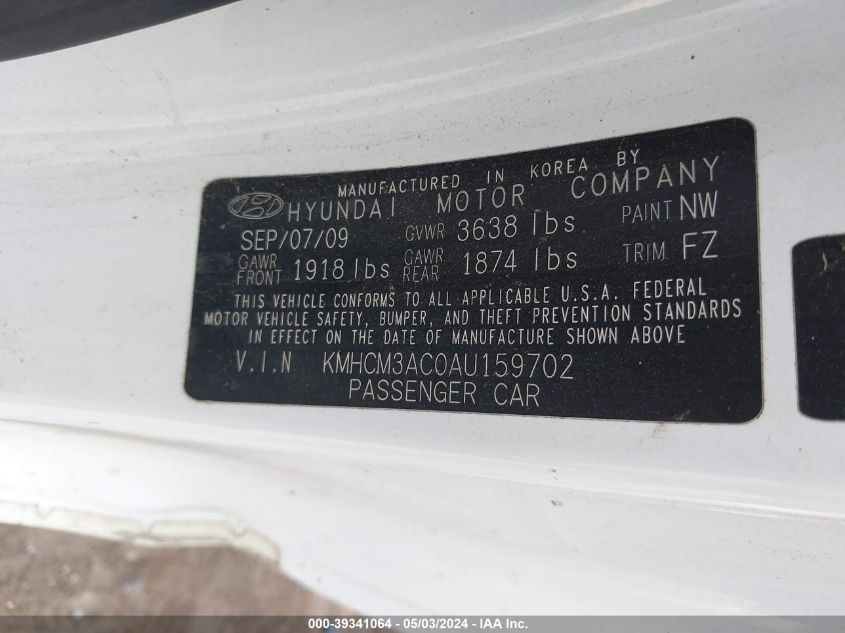 MANUFACTURED IN KOREA BY
HYUNDAI MOTOR COMPANY
SEP/07/09 GVWR 3638 lbs PAINT NW
GAWR FRONT 1918 lbs GAWR REAR 1874 lbs TRIM FZ
THIS VEHICLE CONFORMS TO ALL APPLICABLE U.S.A. FEDERAL
MOTOR VEHICLE SAFETY, BUMPER, AND THEFT PREVENTION STANDARDS
IN EFFECT ON THE DATE OF MANUFACTURE SHOWN ABOVE
V.I.N KMHCM3AC0AU159702
PASSENGER CAR
000-39341064 - 05/03/2024 - IAA Inc.